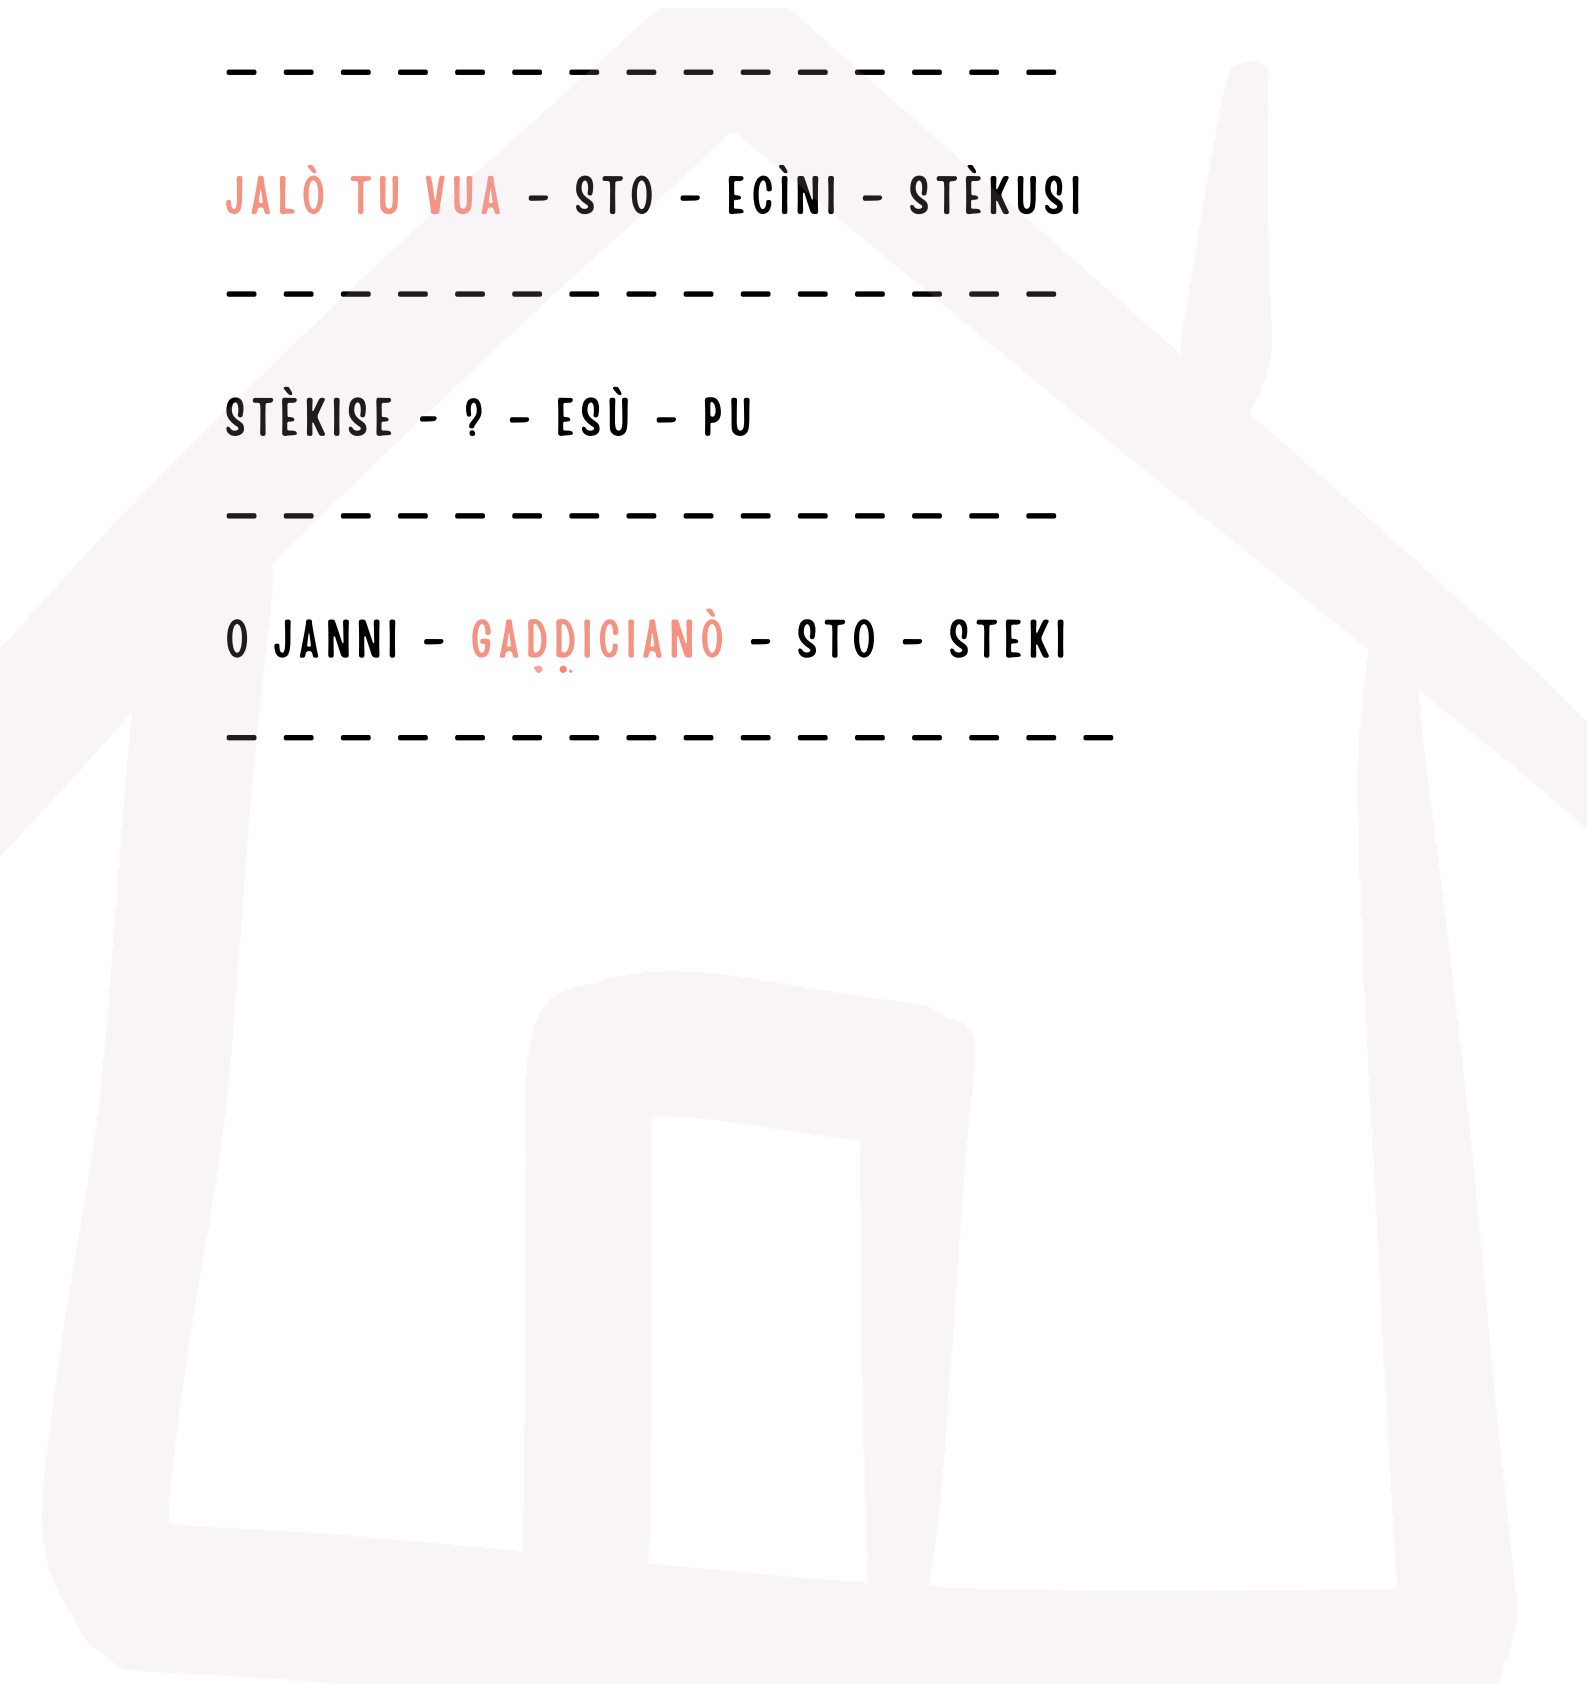 _ _ _ _ _ _ _ _ _ _ _ _ _ _ _
JALÒ TU VUA – STO – ECÌNI – STÈKUSI
_ _ _ _ _ _ _ _ _ _ _ _ _ _ _
STÈKISE – ? – ESÙ – PU
_ _ _ _ _ _ _ _ _ _ _ _ _ _ _
O JANNI – GAḌḌICIANÒ – STO – STEKI
_ _ _ _ _ _ _ _ _ _ _ _ _ _ _ _